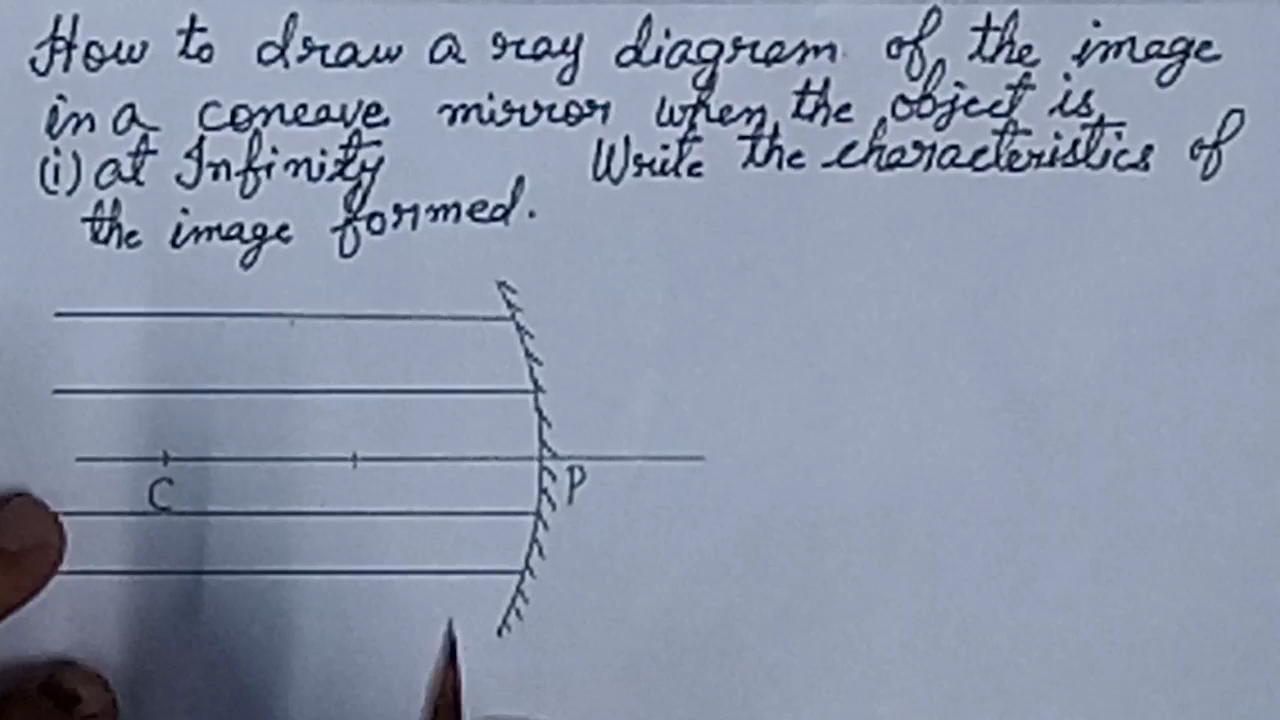 How to draw a ray diagram of the image
in a concave mirror when the object is
(i) at Infinity Write the characteristics of
the image formed.
C
P